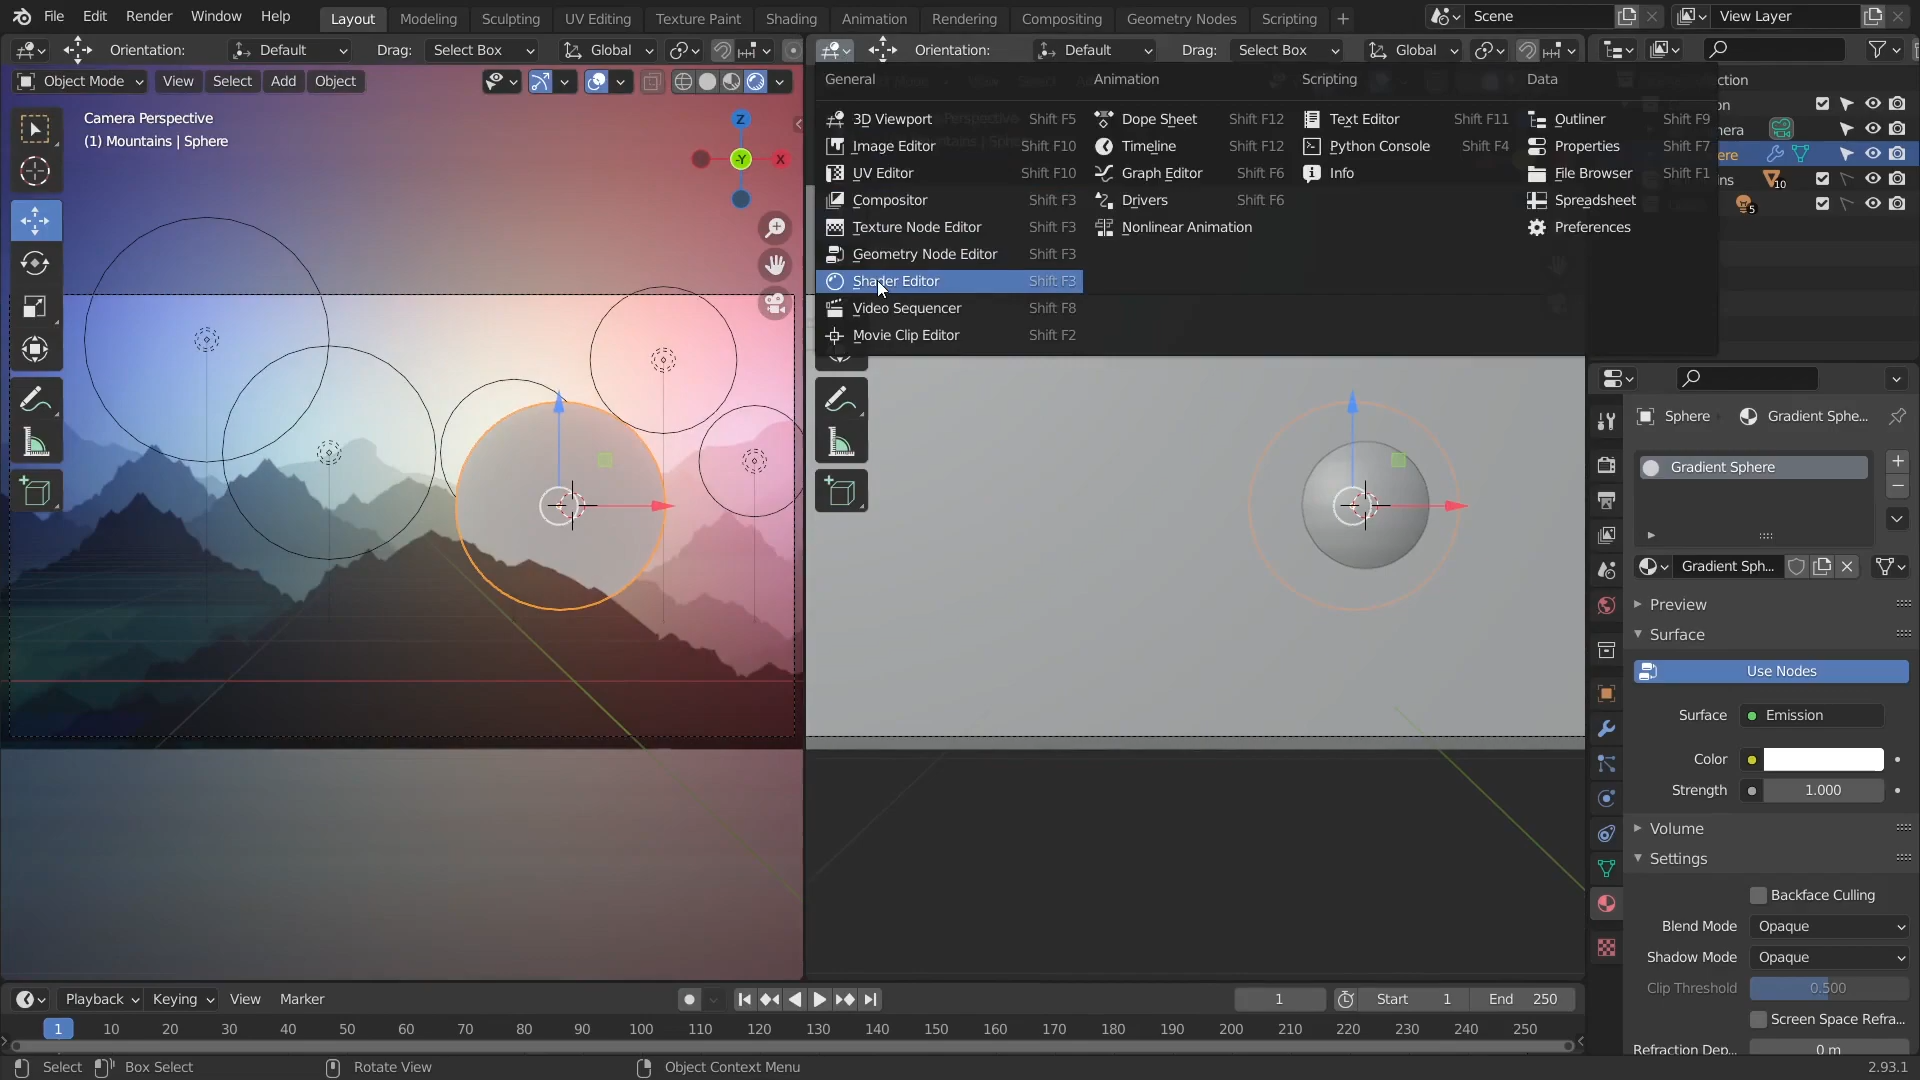 File Edit Render Window Help Layout Modeling Sculpting UV Editing Texture Paint Shading Animation Rendering Compositing Geometry Nodes Scripting + Scene View Layer
Orientation: Default Drag: Select Box Global Orientation: Default Drag: Select Box Global
Object Mode View Select Add Object
Camera Perspective
(1) Mountains | Sphere
Z
-Y X
General
3D Viewport Shift F5
Image Editor Shift F10
UV Editor Shift F10
Compositor Shift F3
Texture Node Editor Shift F3
Geometry Node Editor Shift F3
Shader Editor Shift F3
Video Sequencer Shift F8
Movie Clip Editor Shift F2
Animation
Dope Sheet Shift F12
Timeline Shift F12
Graph Editor Shift F6
Drivers Shift F6
Nonlinear Animation
Scripting
Text Editor Shift F11
Python Console Shift F4
Info
Data
Outliner Shift F9
Properties Shift F7
File Browser Shift F1
Spreadsheet
Preferences
ction
on
mera
ere
ins 10
5
Sphere Gradient Sphe...
Gradient Sphere
Gradient Sph...
Preview
Surface
Use Nodes
Surface Emission
Color
Strength 1.000
Volume
Settings
Backface Culling
Blend Mode Opaque
Shadow Mode Opaque
Clip Threshold 0.500
Screen Space Refra...
Refraction Dep... 0 m
Playback Keying View Marker 1 Start 1 End 250
1 10 20 30 40 50 60 70 80 90 100 110 120 130 140 150 160 170 180 190 200 210 220 230 240 250
Select Box Select Rotate View Object Context Menu 2.93.1